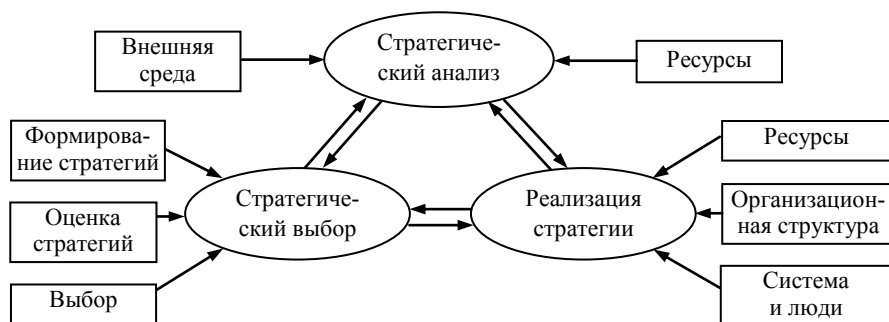 Внешняя
среда
Стратегиче-
ский анализ
Ресурсы
Формирова-
ние стратегий
Оценка
стратегий
Выбор
Стратегиче-
ский выбор
Реализация
стратегии
Ресурсы
Организацион-
ная структура
Система
и люди